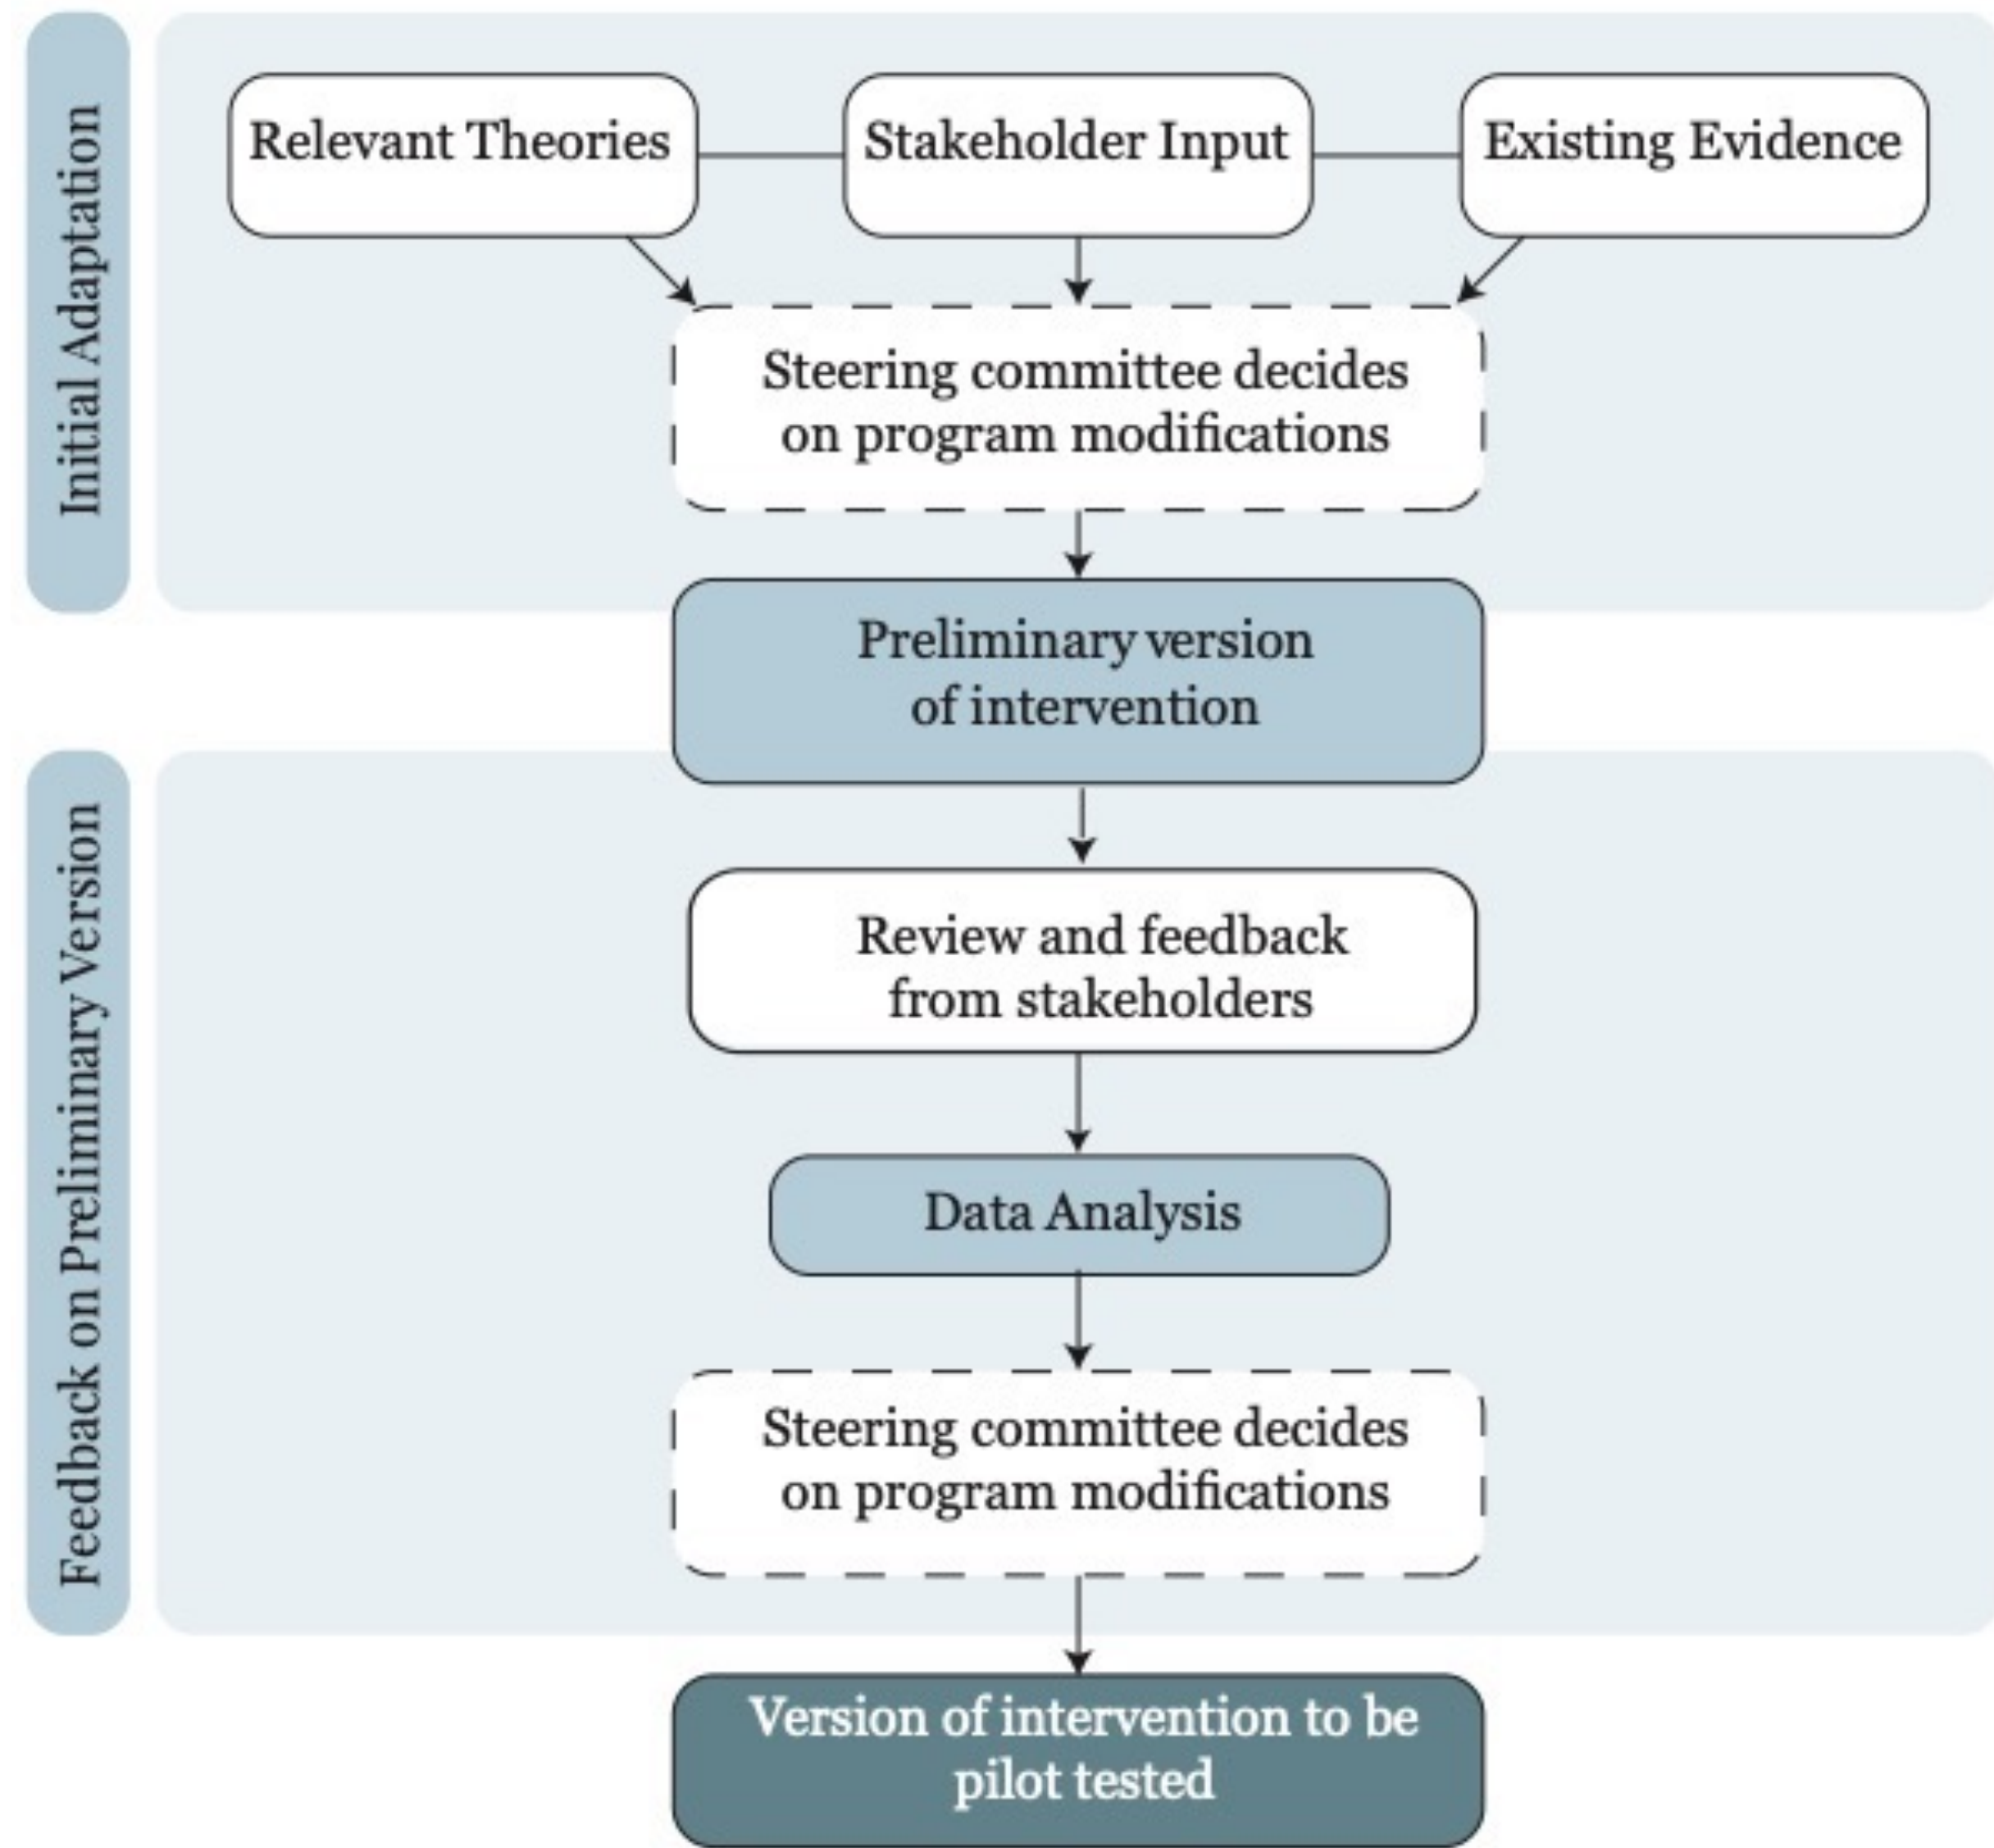 Initial Adaptation
Relevant Theories
Stakeholder Input
Existing Evidence
Steering committee decides
on program modifications
Preliminary version
of intervention
Feedback on Preliminary Version
Review and feedback
from stakeholders
Data Analysis
Steering committee decides
on program modifications
Version of intervention to be
pilot tested